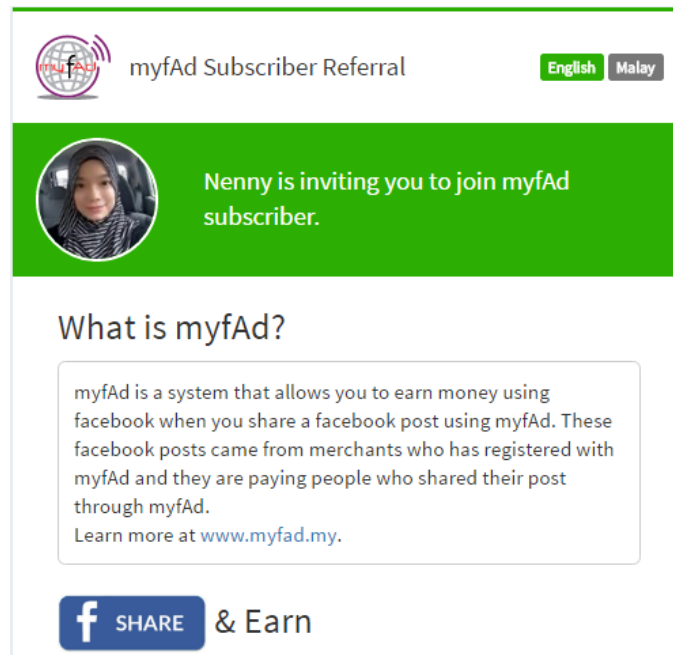 myfAd
myfAd Subscriber Referral
English
Malay
Nenny is inviting you to join myfAd
subscriber.
What is myfAd?
myfAd is a system that allows you to earn money using
facebook when you share a facebook post using myfAd. These
facebook posts came from merchants who has registered with
myfAd and they are paying people who shared their post
through myfAd.
Learn more at www.myfad.my.
f SHARE & Earn